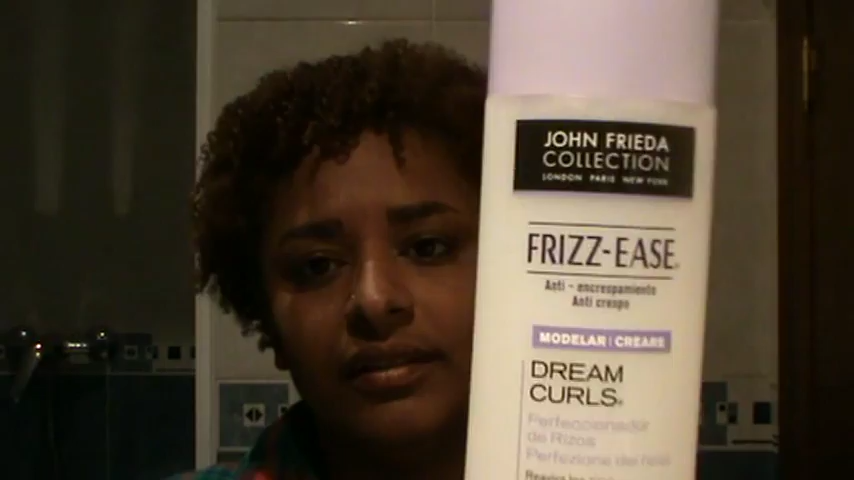 JOHN FRIEDA
COLLECTION
LONDON PARIS NEW YORK
FRIZZ-EASE®
Anti - encrespamiento
Anti crespo
MODELAR | CREARE
DREAM
CURLS®
Perfeccionador
de Rizos
Perfezione dei ricci